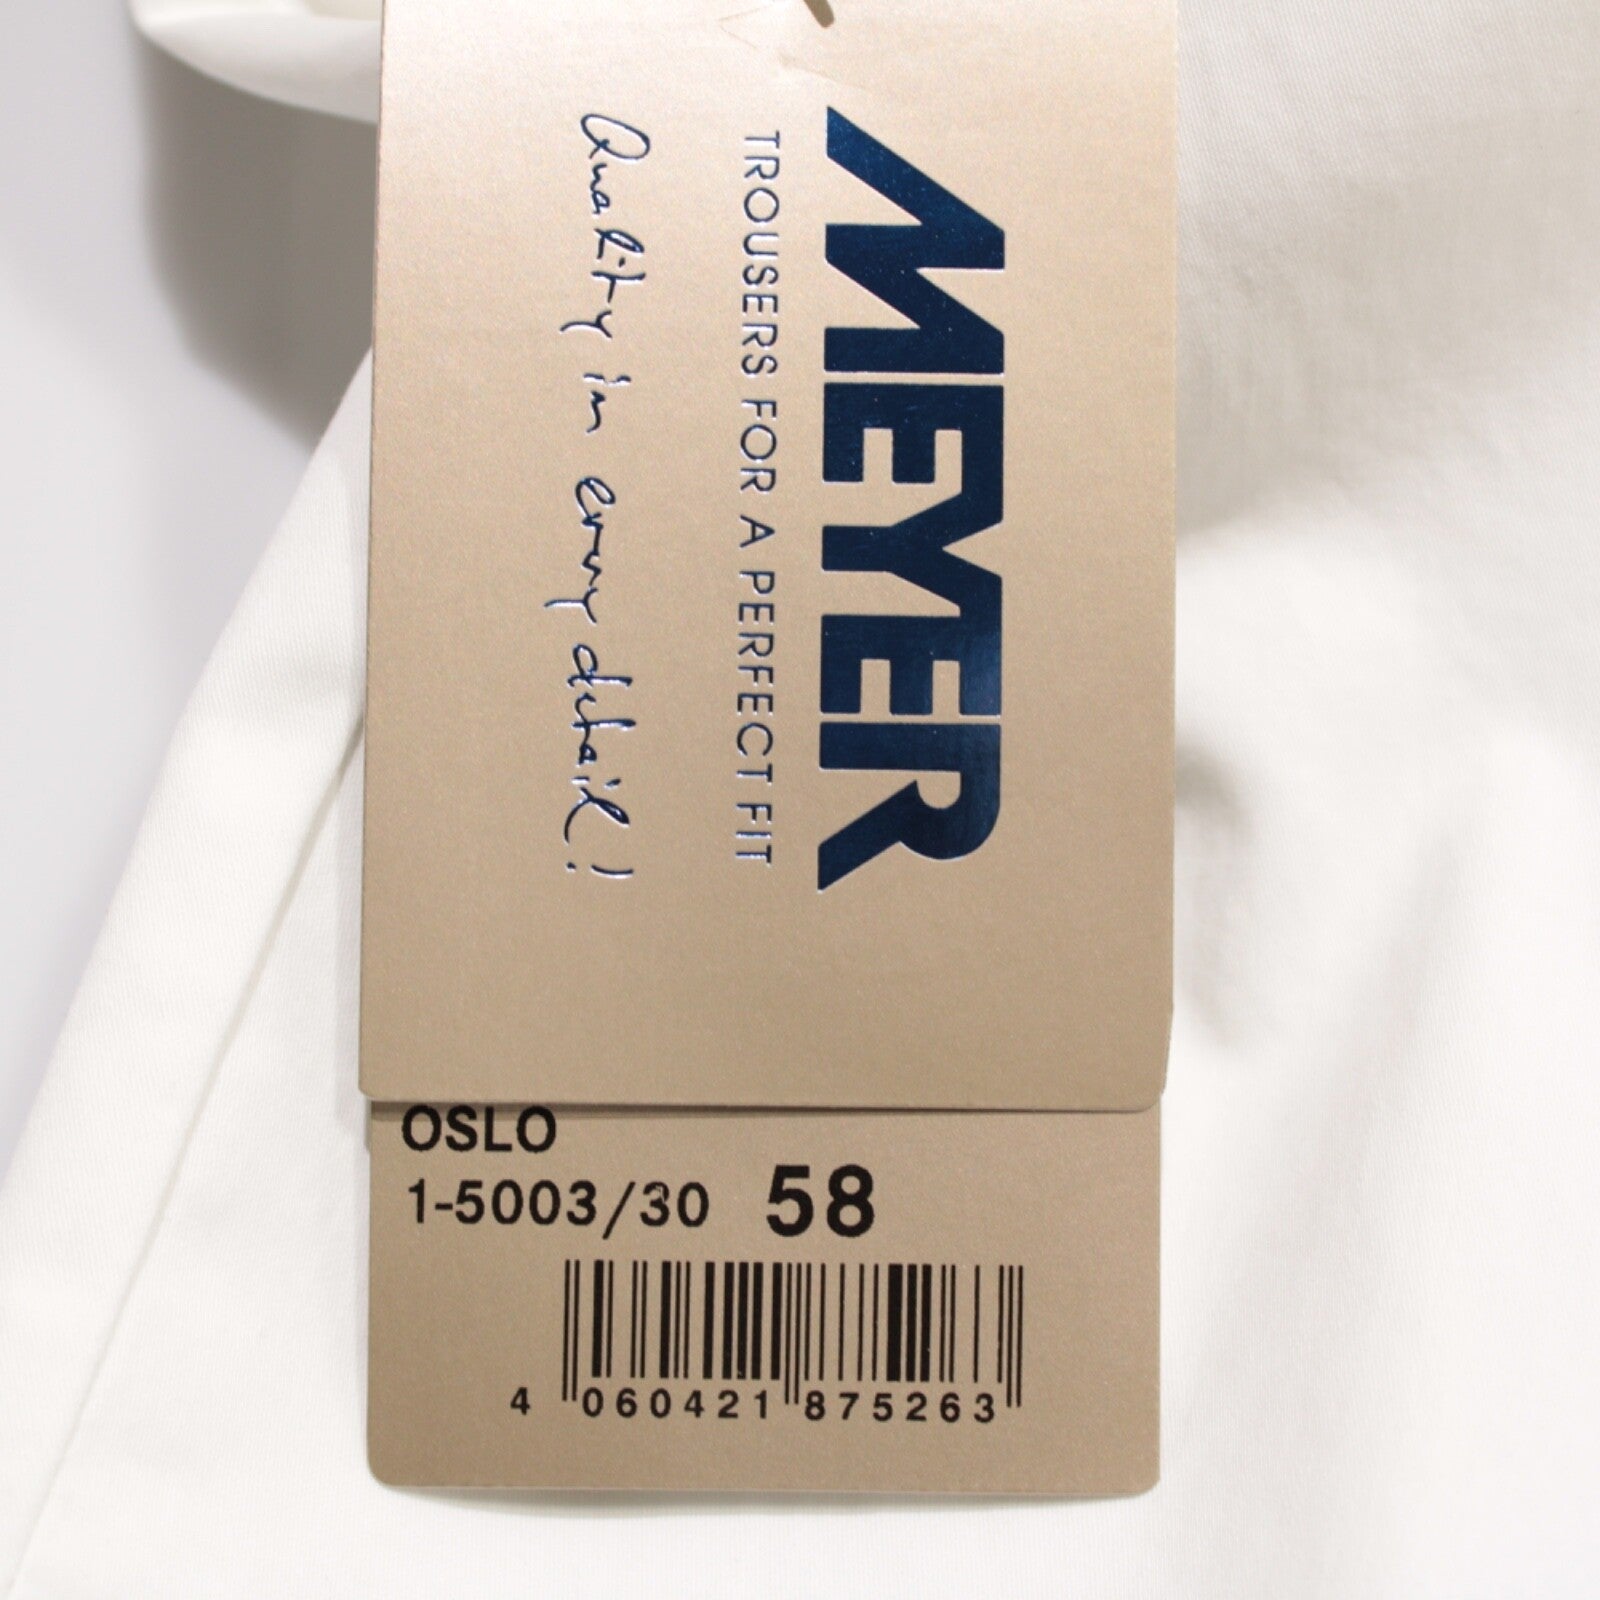 MEYER
TROUSERS FOR A PERFECT FIT
Quality in every detail!
OSLO
1-5003/30 58
4 060421 875263